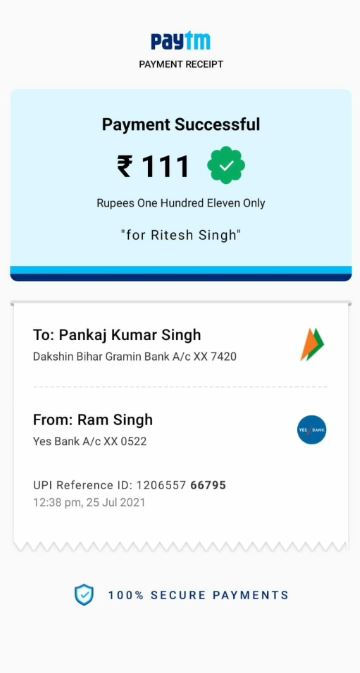 paytm
PAYMENT RECEIPT
Payment Successful
₹ 111
Rupees One Hundred Eleven Only
"for Ritesh Singh"
To: Pankaj Kumar Singh
Dakshin Bihar Gramin Bank A/c XX 7420
From: Ram Singh
YES BANK
Yes Bank A/c XX 0522
UPI Reference ID: 1206557 66795
12:38 pm, 25 Jul 2021
100% SECURE PAYMENTS